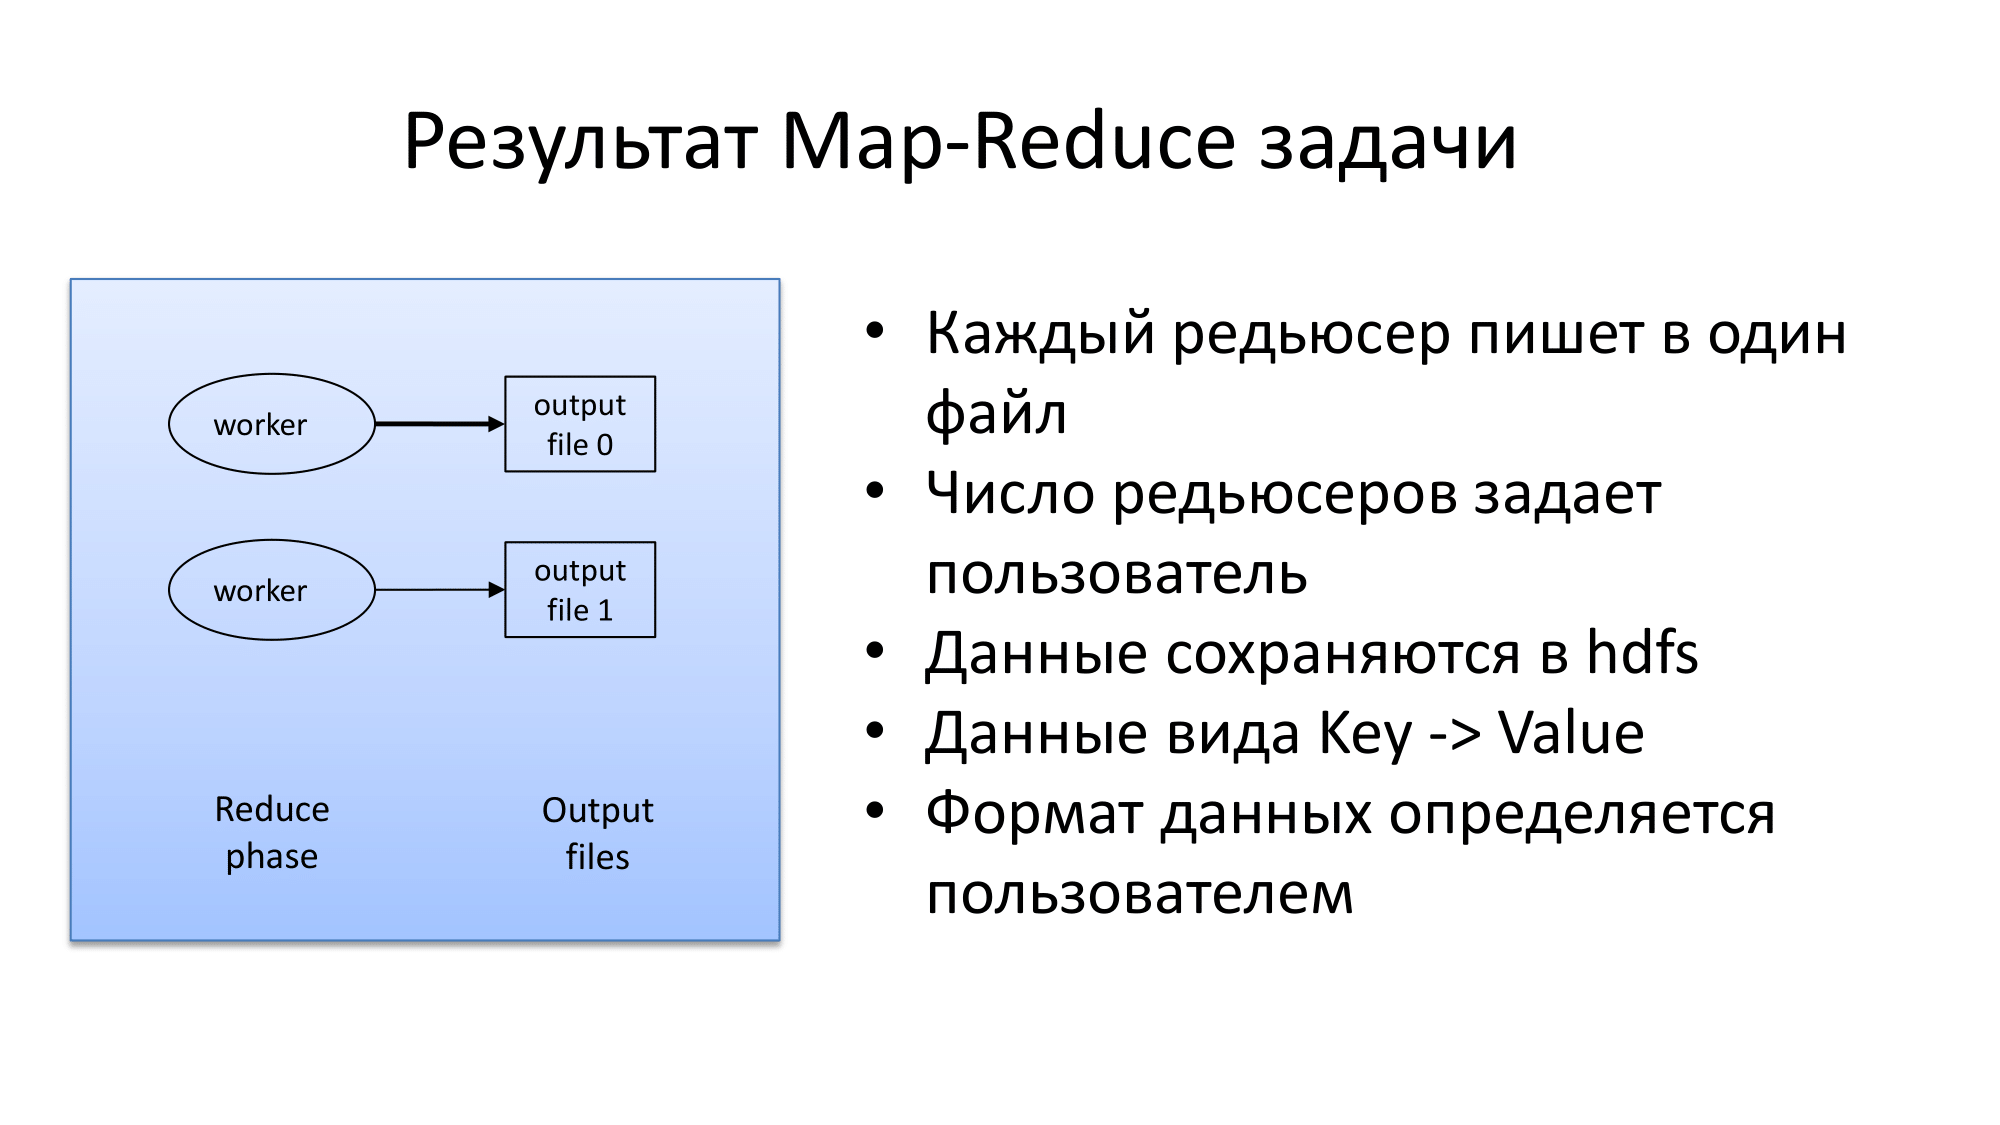 Результат Map-Reduce задачи
worker
output
file 0
worker
output
file 1
Reduce
phase
Output
files
• Каждый редьюсер пишет в один
файл
• Число редьюсеров задает
пользователь
• Данные сохраняются в hdfs
• Данные вида Key -> Value
• Формат данных определяется
пользователем